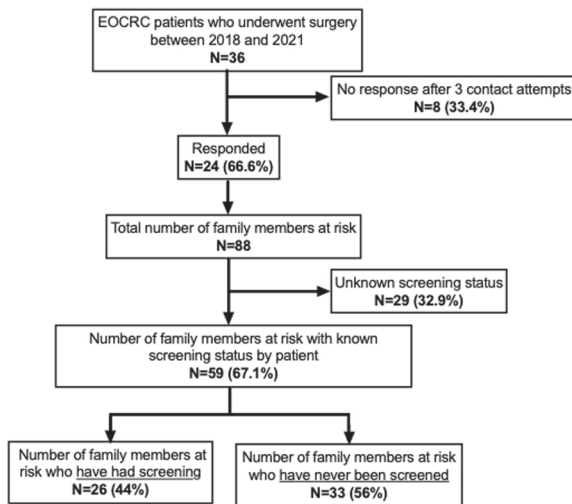 EOCRC patients who underwent surgery
between 2018 and 2021
N=36
No response after 3 contact attempts
N=8 (33.4%)
Responded
N=24 (66.6%)
Total number of family members at risk
N=88
Unknown screening status
N=29 (32.9%)
Number of family members at risk with known
screening status by patient
N=59 (67.1%)
Number of family members at
risk who have had screening
N=26 (44%)
Number of family members at risk
who have never been screened
N=33 (56%)